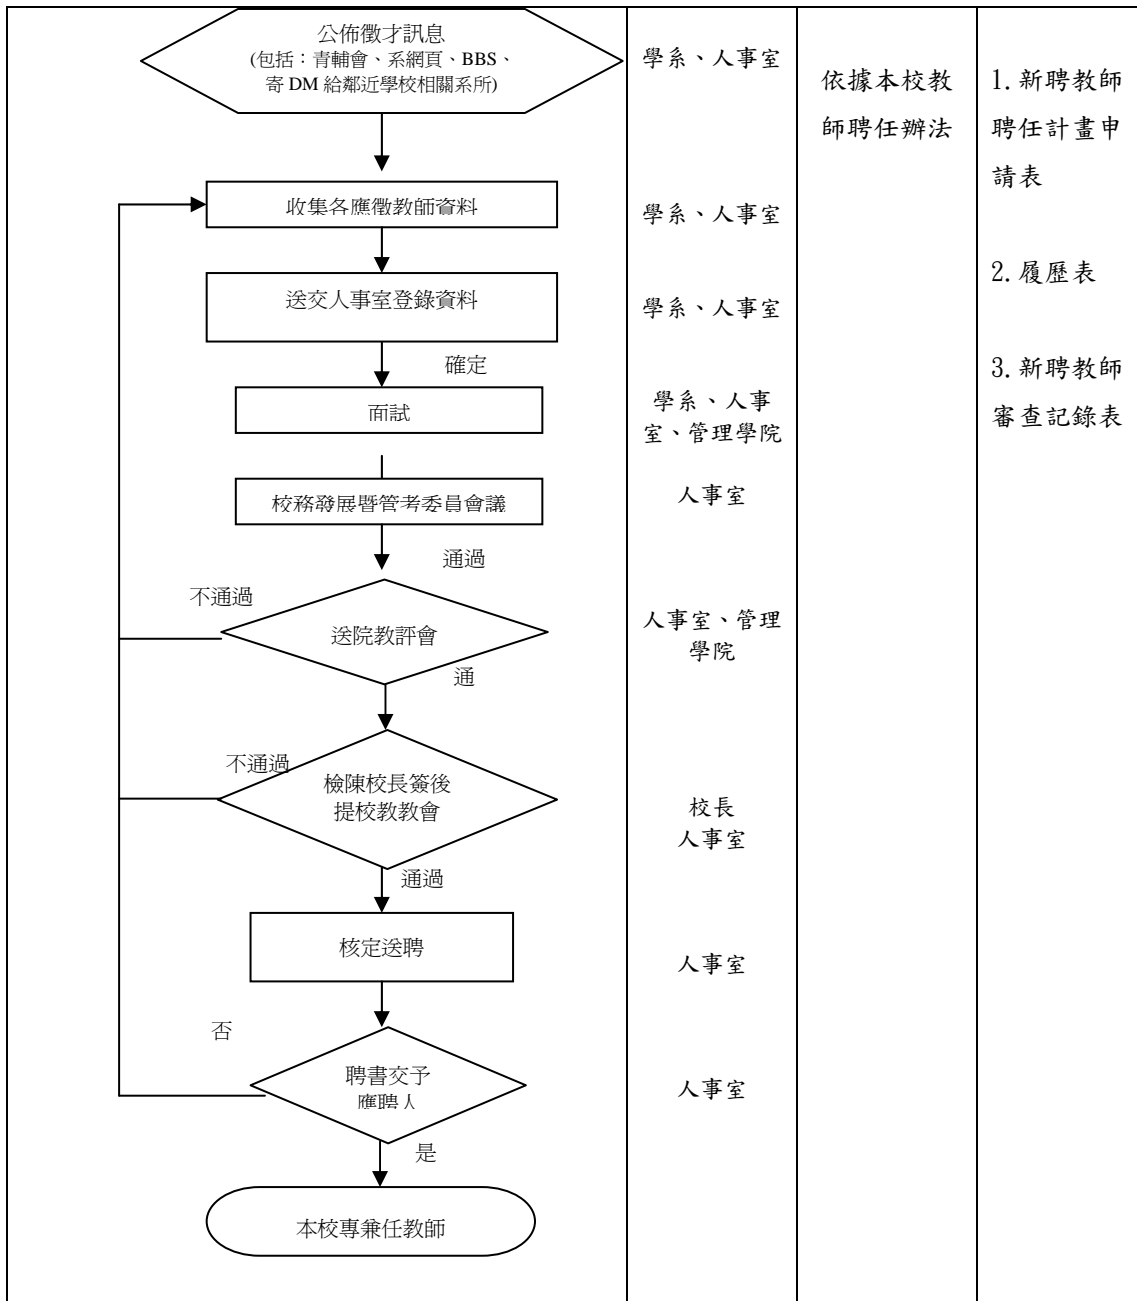 公佈徵才訊息
(包括：青輔會、系網頁、BBS、
寄 DM 給鄰近學校相關系所)
收集各應徵教師資料
送交人事室登錄資料
確定
面試
校務發展暨管考委員會議
通過
不通過
送院教評會
通
不通過
檢陳校長簽後
提校教教會
通過
核定送聘
否
聘書交予
應聘人
是
本校專兼任教師
學系、人事室
學系、人事室
學系、人事室
學系、人事
室、管理學院
人事室
人事室、管理
學院
校長
人事室
人事室
人事室
依據本校教
師聘任辦法
1.新聘教師
聘任計畫申
請表
2.履歷表
3.新聘教師
審查記錄表